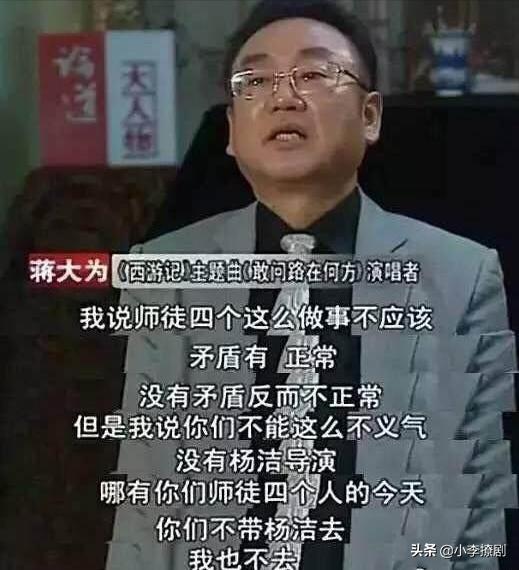 论道
大人物
蒋大为
《西游记》主题曲《敢问路在何方》演唱者
我说师徒四个这么做事不应该
矛盾有 正常
没有矛盾反而不正常
但是我说你们不能这么不义气
没有杨洁导演
哪有你们师徒四个人的今天
你们不带杨洁去
我也不去
头条 @小李撩剧